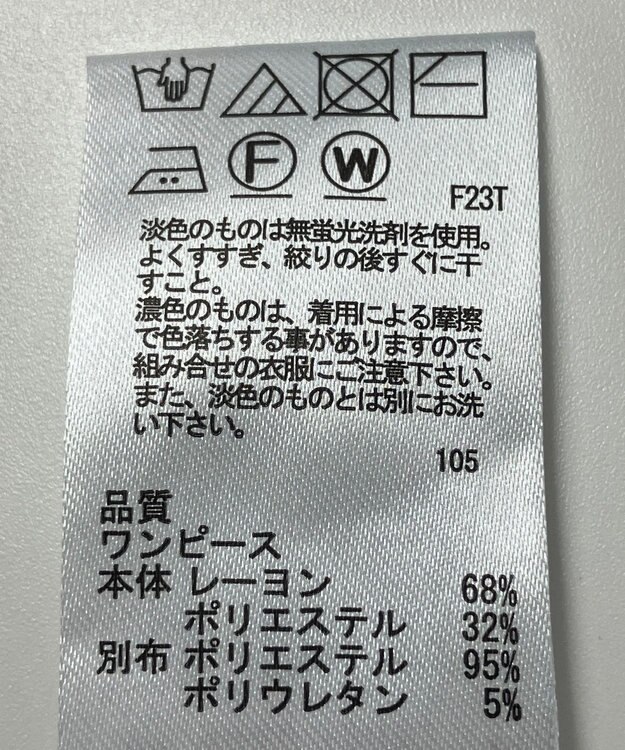 F W
F23T
淡色のものは無蛍光洗剤を使用。
よくすすぎ、絞りの後すぐに干
すこと。
濃色のものは、着用による摩擦
で色落ちする事がありますので、
組み合せの衣服にご注意下さい。
また、淡色のものとは別にお洗
い下さい。
105
品質
ワンピース
本体 レーヨン 68%
ポリエステル 32%
別布 ポリエステル 95%
ポリウレタン 5%